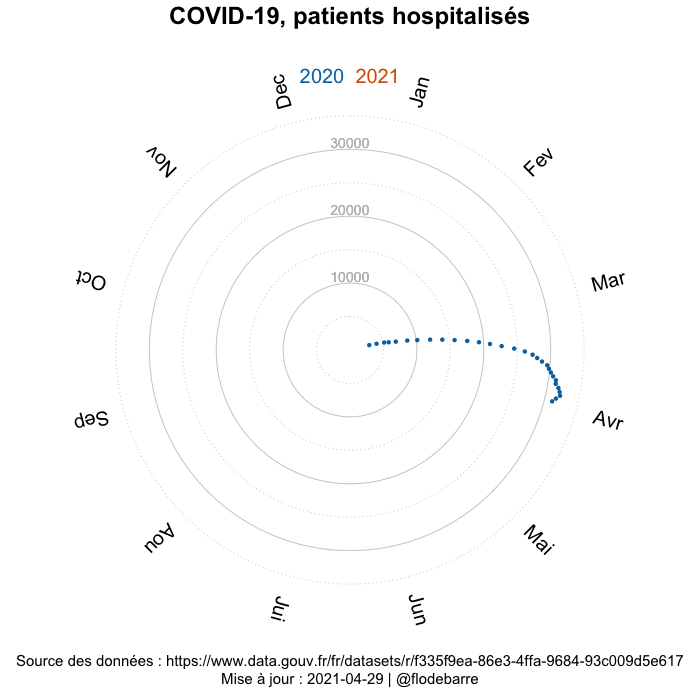 COVID-19, patients hospitalisés
2020 2021
Jan
Fev
Mar
Avr
Mai
Jun
Jui
Aou
Sep
Oct
Nov
Dec
30000
20000
10000
Source des données : https://www.data.gouv.fr/fr/datasets/r/f335f9ea-86e3-4ffa-9684-93c009d5e617
Mise à jour : 2021-04-29 | @flodebarre